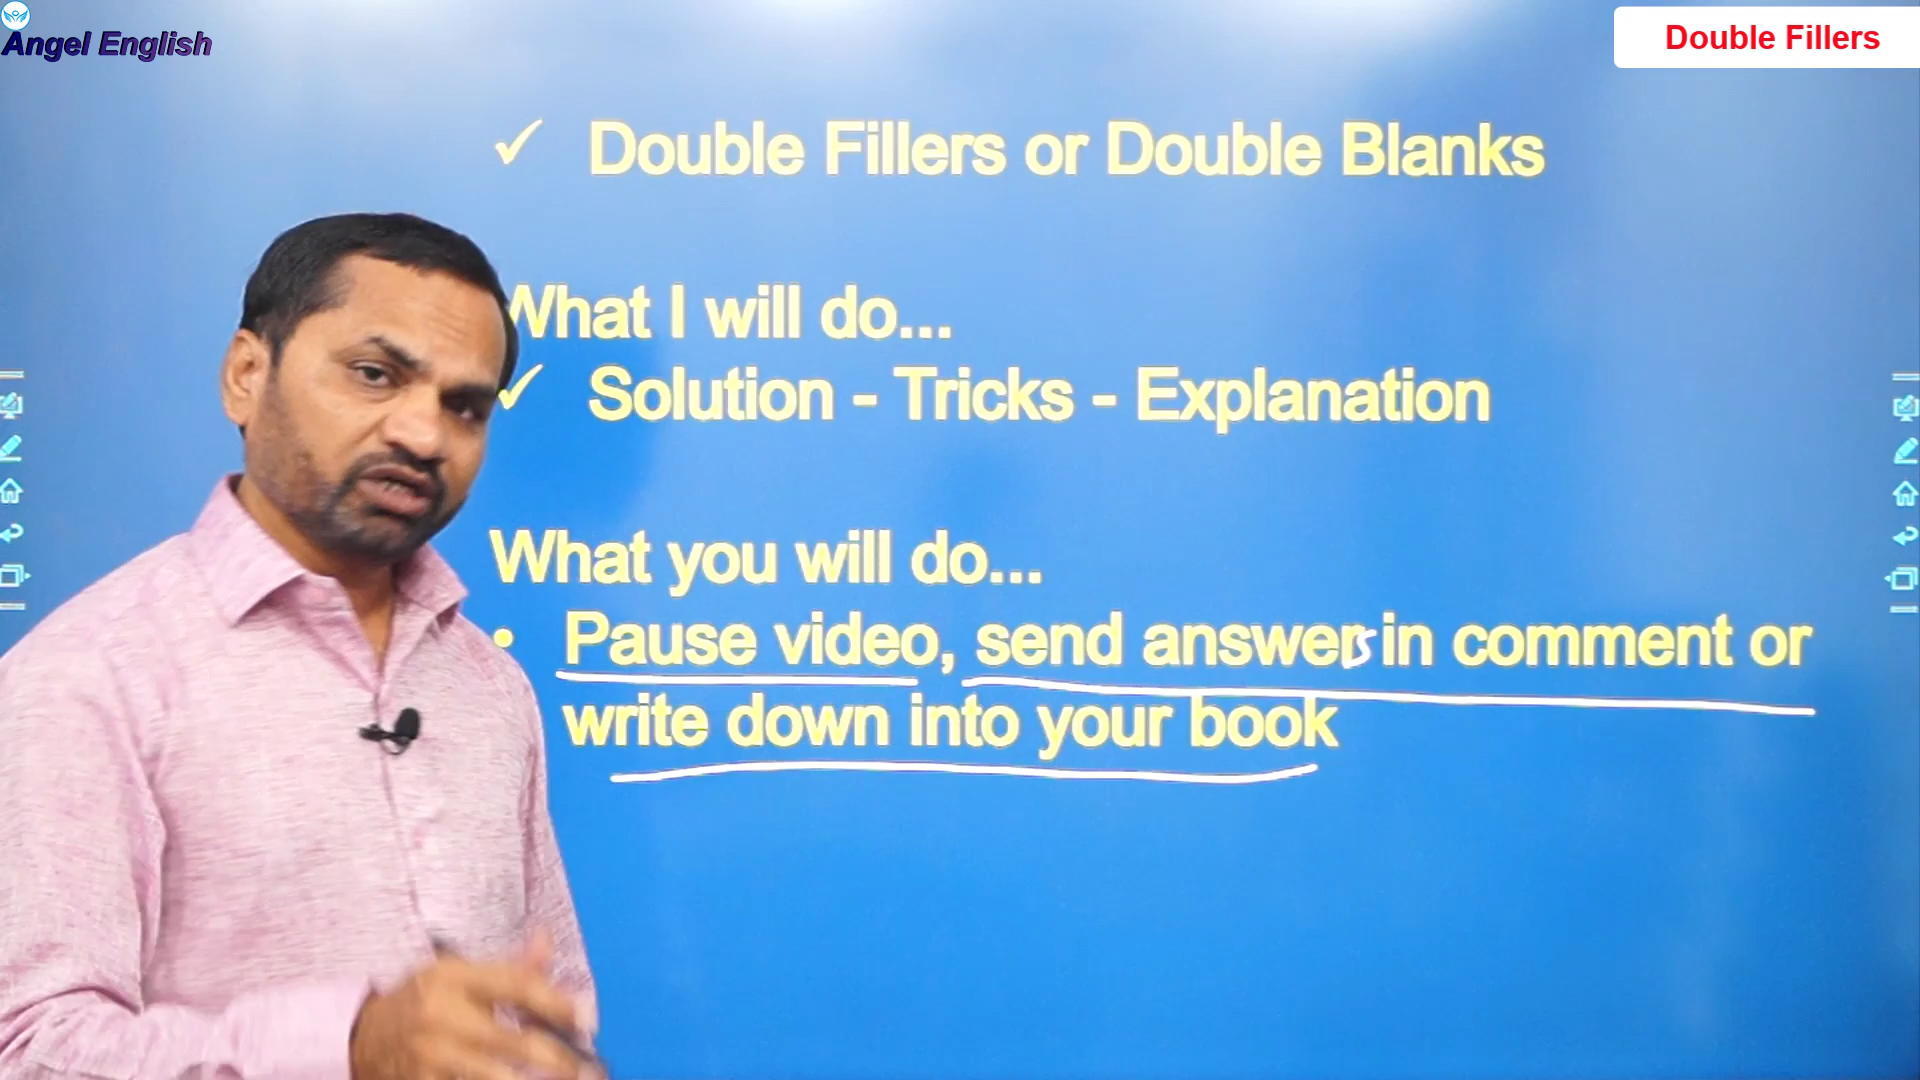 Angel English
Double Fillers
✓ Double Fillers or Double Blanks
What I will do...
✓ Solution - Tricks - Explanation
What you will do...
• Pause video, send answers in comment or
write down into your book